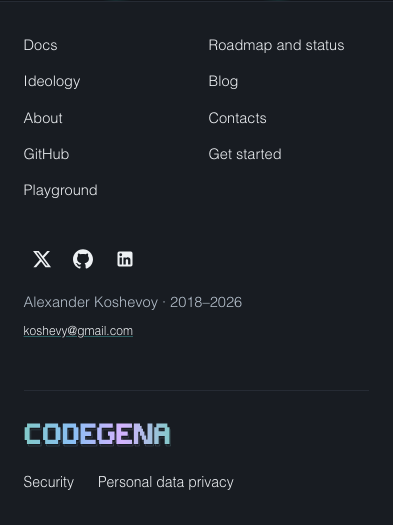 Docs
Roadmap and status
Ideology
Blog
About
Contacts
GitHub
Get started
Playground
Alexander Koshevoy · 2018–2026
koshevy@gmail.com
CODEGENA
Security
Personal data privacy